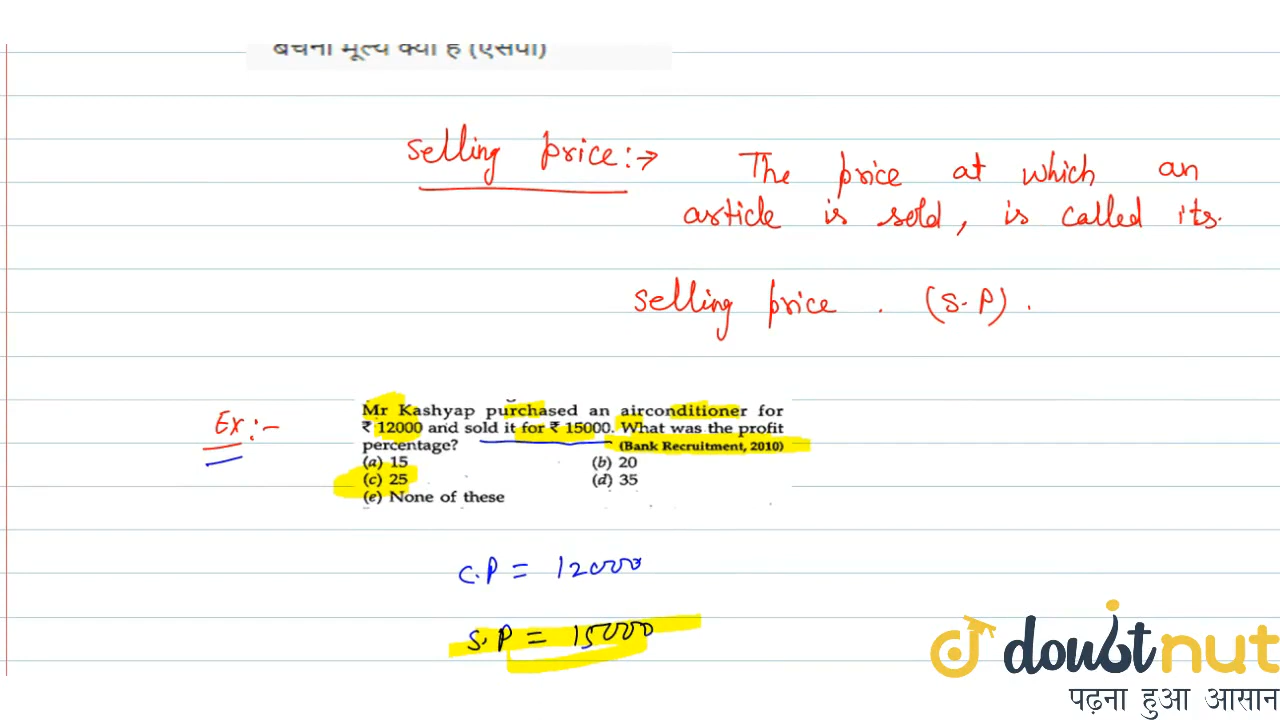 बेचना मूल्य क्या है (एसपी)
Selling price:→ The price at which an
article is sold, is called its.
Selling price. (S.P).
Ex:-
Mr Kashyap purchased an airconditioner for
₹ 12000 and sold it for ₹ 15000. What was the profit
percentage? (Bank Recruitment, 2010)
(a) 15 (b) 20
(c) 25 (d) 35
(e) None of these
C.P = 12000
S.P = 15000
doubtnut
पढ़ना हुआ आसान